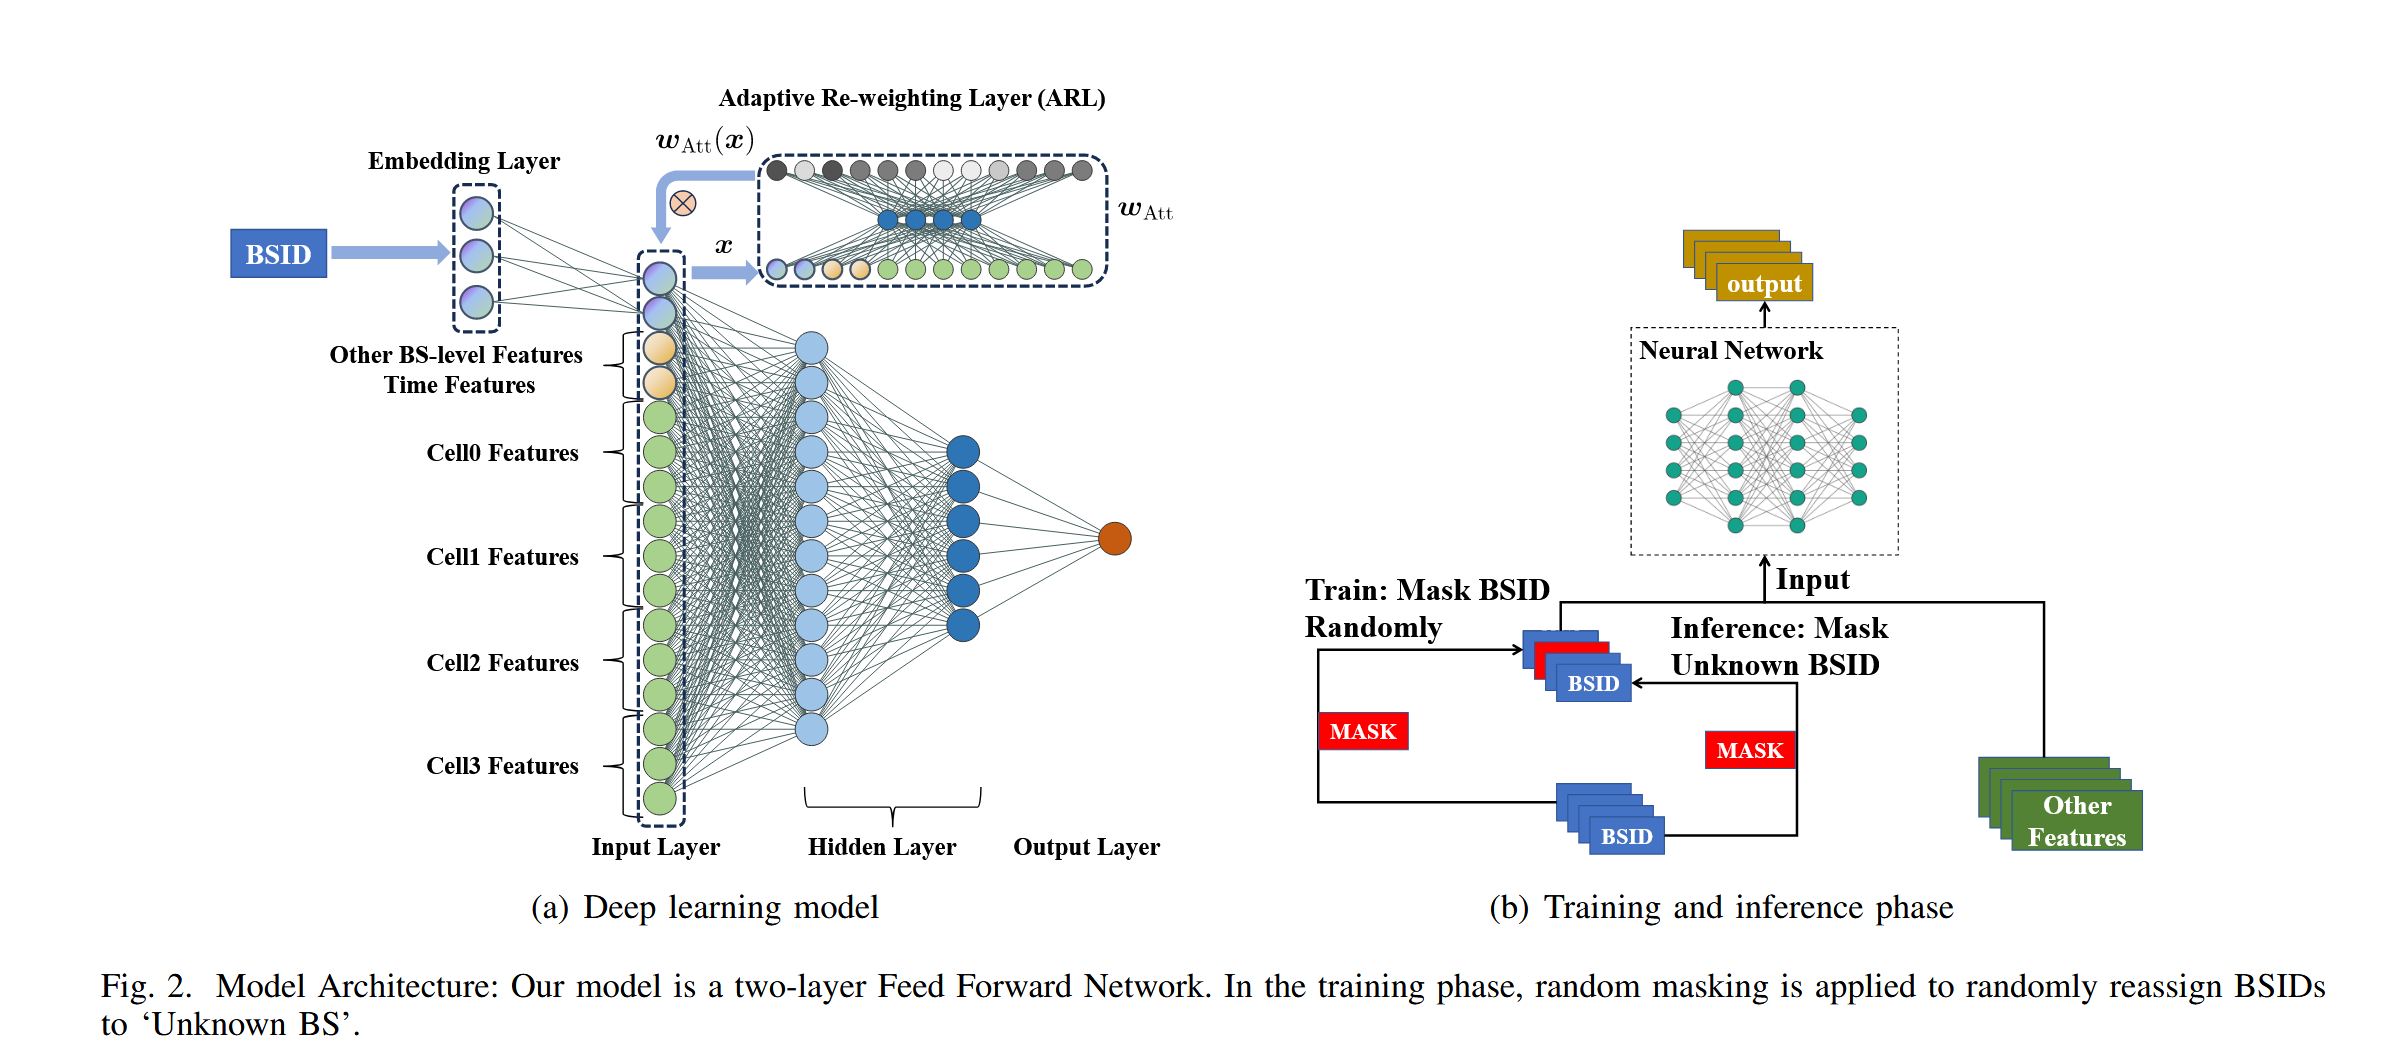 Adaptive Re-weighting Layer (ARL)
w_Att(x)
Embedding Layer
w_Att
BSID
x
Other BS-level Features
Time Features
Cell0 Features
Cell1 Features
Cell2 Features
Cell3 Features
Input Layer
Hidden Layer
Output Layer
(a) Deep learning model
output
Neural Network
Input
Train: Mask BSID
Randomly
Inference: Mask
Unknown BSID
BSID
MASK
MASK
BSID
Other
Features
(b) Training and inference phase
Fig. 2. Model Architecture: Our model is a two-layer Feed Forward Network. In the training phase, random masking is applied to randomly reassign BSIDs
to ‘Unknown BS’.